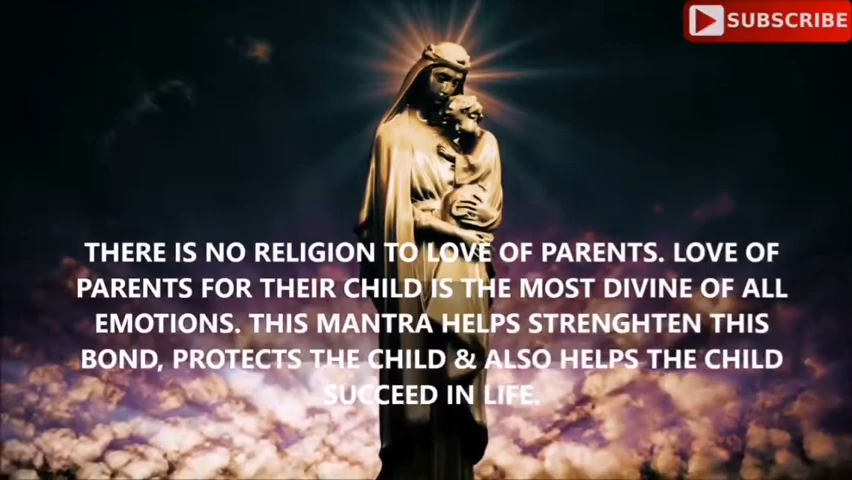 SUBSCRIBE
THERE IS NO RELIGION TO LOVE OF PARENTS. LOVE OF
PARENTS FOR THEIR CHILD IS THE MOST DIVINE OF ALL
EMOTIONS. THIS MANTRA HELPS STRENGHTEN THIS
BOND, PROTECTS THE CHILD & ALSO HELPS THE CHILD
SUCCEED IN LIFE.